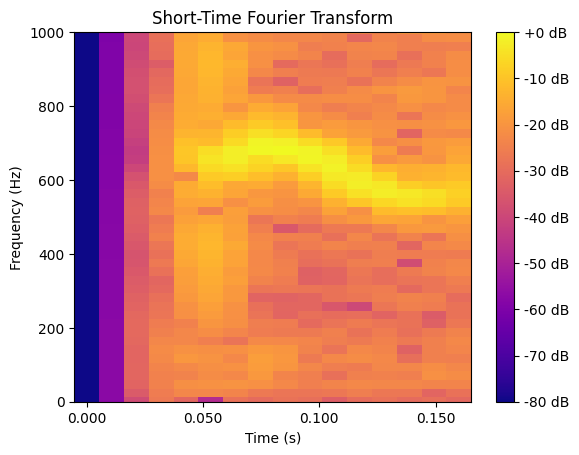 Short-Time Fourier Transform
Frequency (Hz)
1000
800
600
400
200
0
0.000
0.050
0.100
0.150
Time (s)
+0 dB
-10 dB
-20 dB
-30 dB
-40 dB
-50 dB
-60 dB
-70 dB
-80 dB